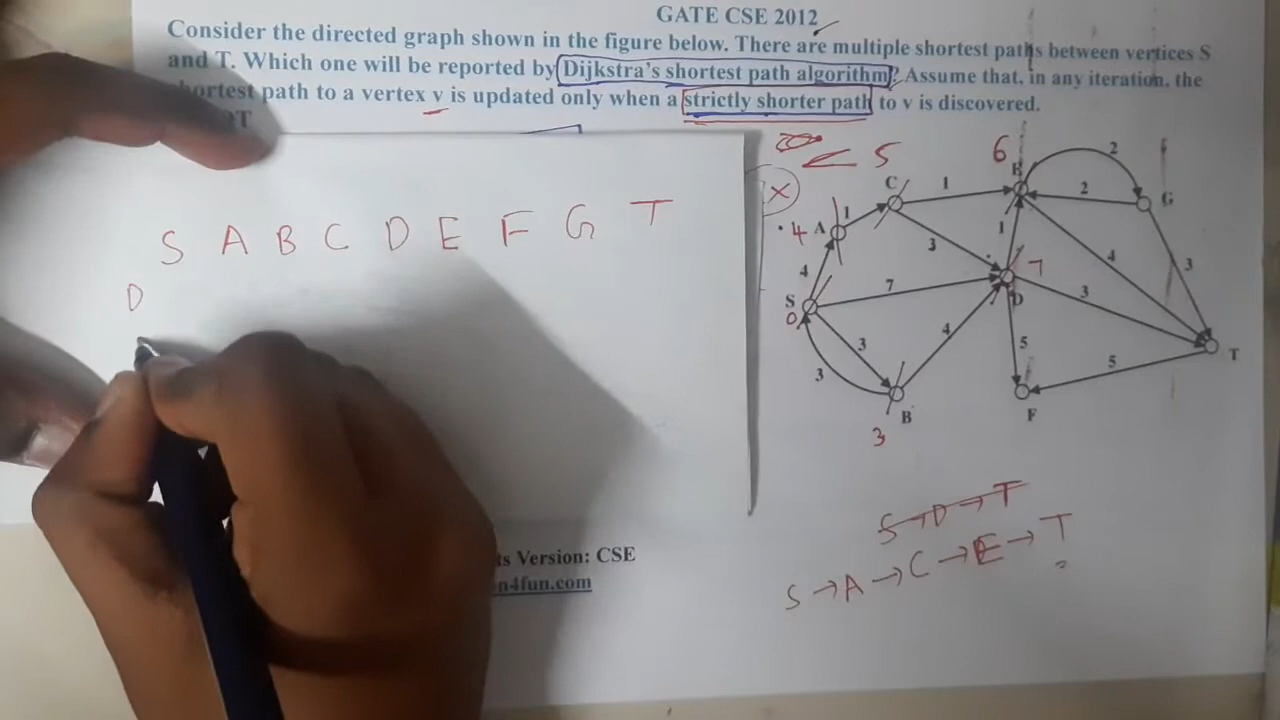 GATE CSE 2012
Consider the directed graph shown in the figure below. There are multiple shortest paths between vertices S
and T. Which one will be reported by Dijkstra's shortest path algorithm? Assume that, in any iteration, the
shortest path to a vertex v is updated only when a strictly shorter path to v is discovered.
DT
S A B C D E F G T
D
< 5
6
×
C 1 E 2
2 G
4 A 1
3 1 3
4
7 7
S D 4
0 3
3 4 5 3
T
5
B F
3
S→D→T
S→A→C→E→T
ts Version: CSE
n4fun.com